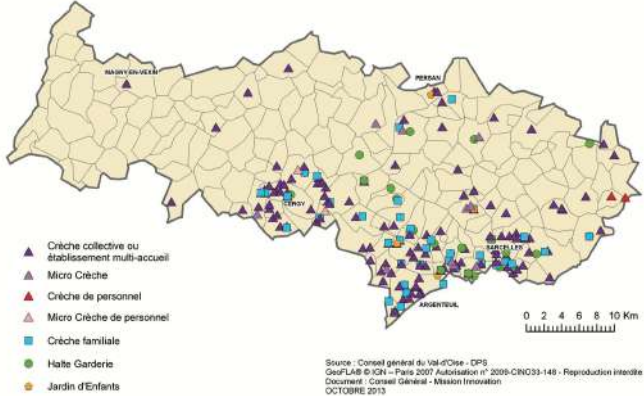 MAGNY-EN-VEXIN
PERSAN
CERGY
SARCELLES
ARGENTEUIL
Crèche collective ou
établissement multi-accueil
Micro Crèche
Crèche de personnel
Micro Crèche de personnel
Crèche familiale
Halte Garderie
Jardin d'Enfants
0 2 4 6 8 10 Km
Source : Conseil général du Val-d'Oise - DPS
GeoFLA® © IGN – Paris 2007 Autorisation n° 2009-CINO33-148 - Reproduction interdite
Document : Conseil Général - Mission Innovation
OCTOBRE 2013